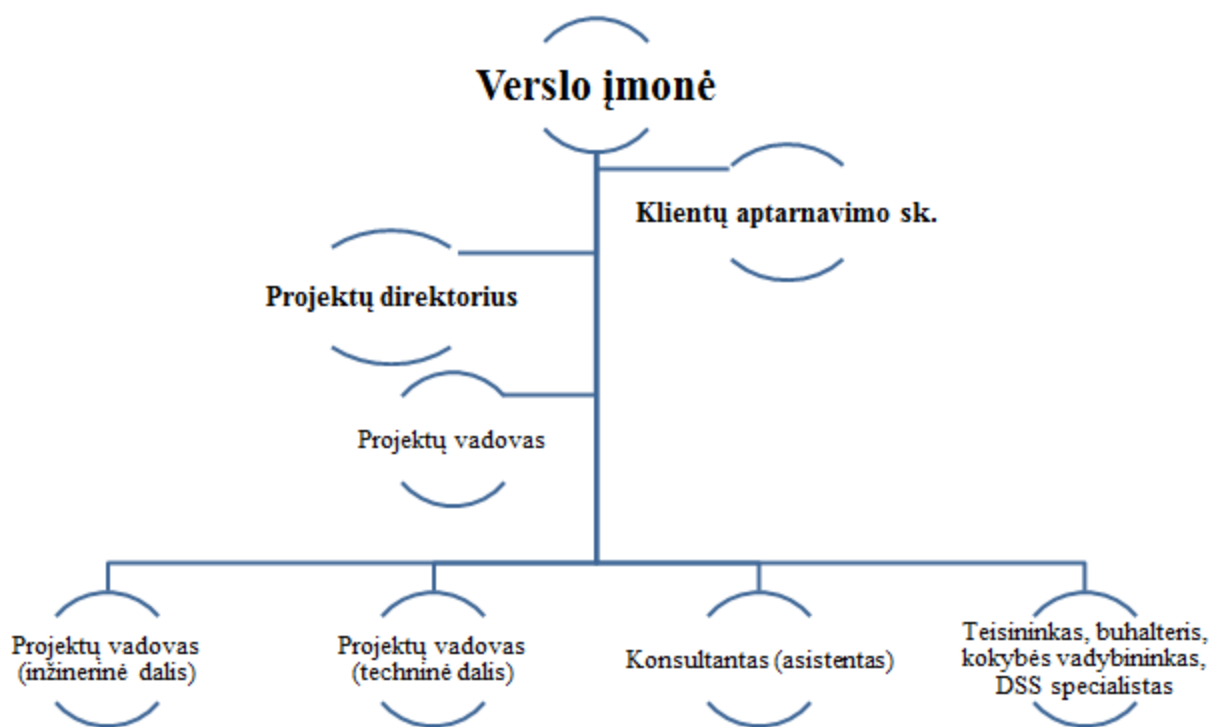 Verslo įmonė
Klientų aptarnavimo sk.
Projektų direktorius
Projektų vadovas
Projektų vadovas
(inžinerinė dalis)
Projektų vadovas
(techninė dalis)
Konsultantas (asistentas)
Teisininkas, buhalteris,
kokybės vadybininkas,
DSS specialistas